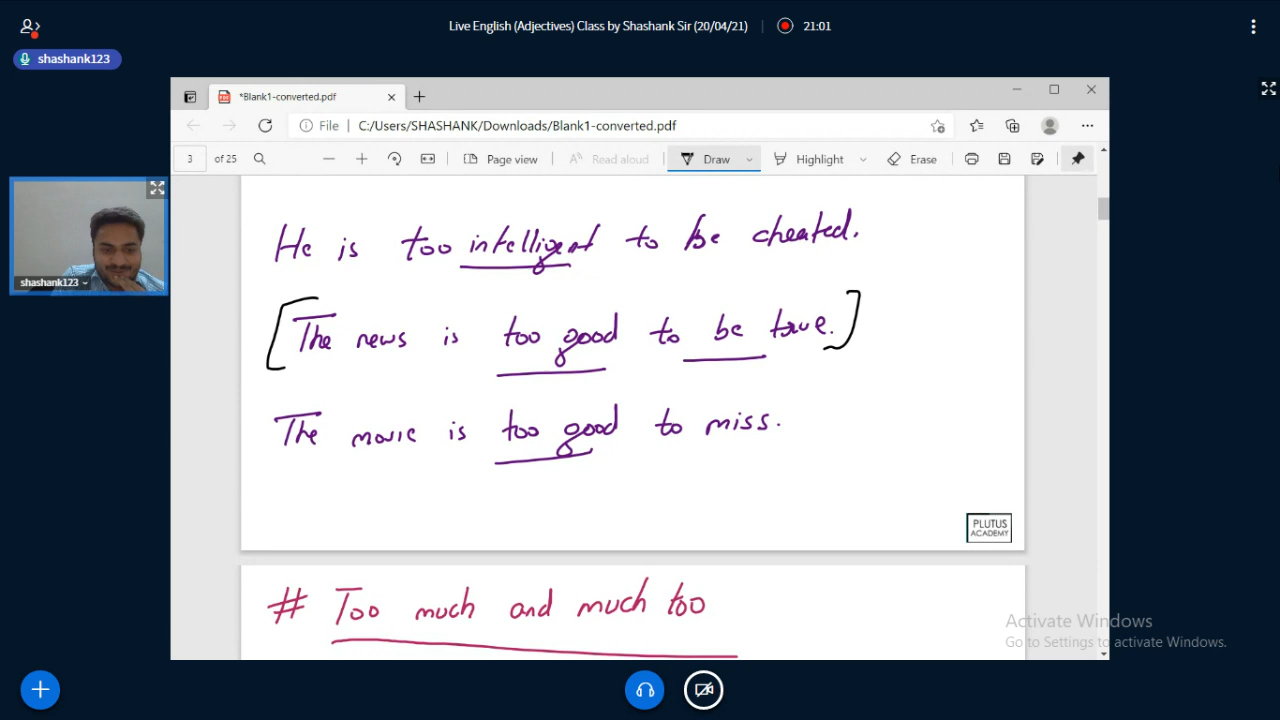 Live English (Adjectives) Class by Shashank Sir (20/04/21) | 21:01
shashank123
*Blank1-converted.pdf
File | C:/Users/SHASHANK/Downloads/Blank1-converted.pdf
3 of 25 Page view Read aloud Draw Highlight Erase
He is too intelligent to be cheated.
[The news is too good to be true.]
shashank123
The movie is too good to miss.
PLUTUS
ACADEMY
# Too much and much too
Activate Windows
Go to Settings to activate Windows.